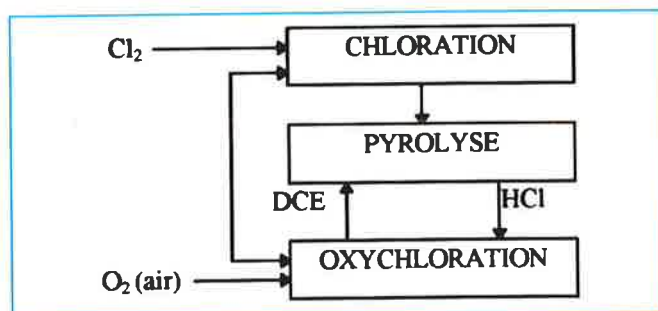 Cl₂
CHLORATION
PYROLYSE
DCE
HCl
OXYCHLORATION
O₂ (air)